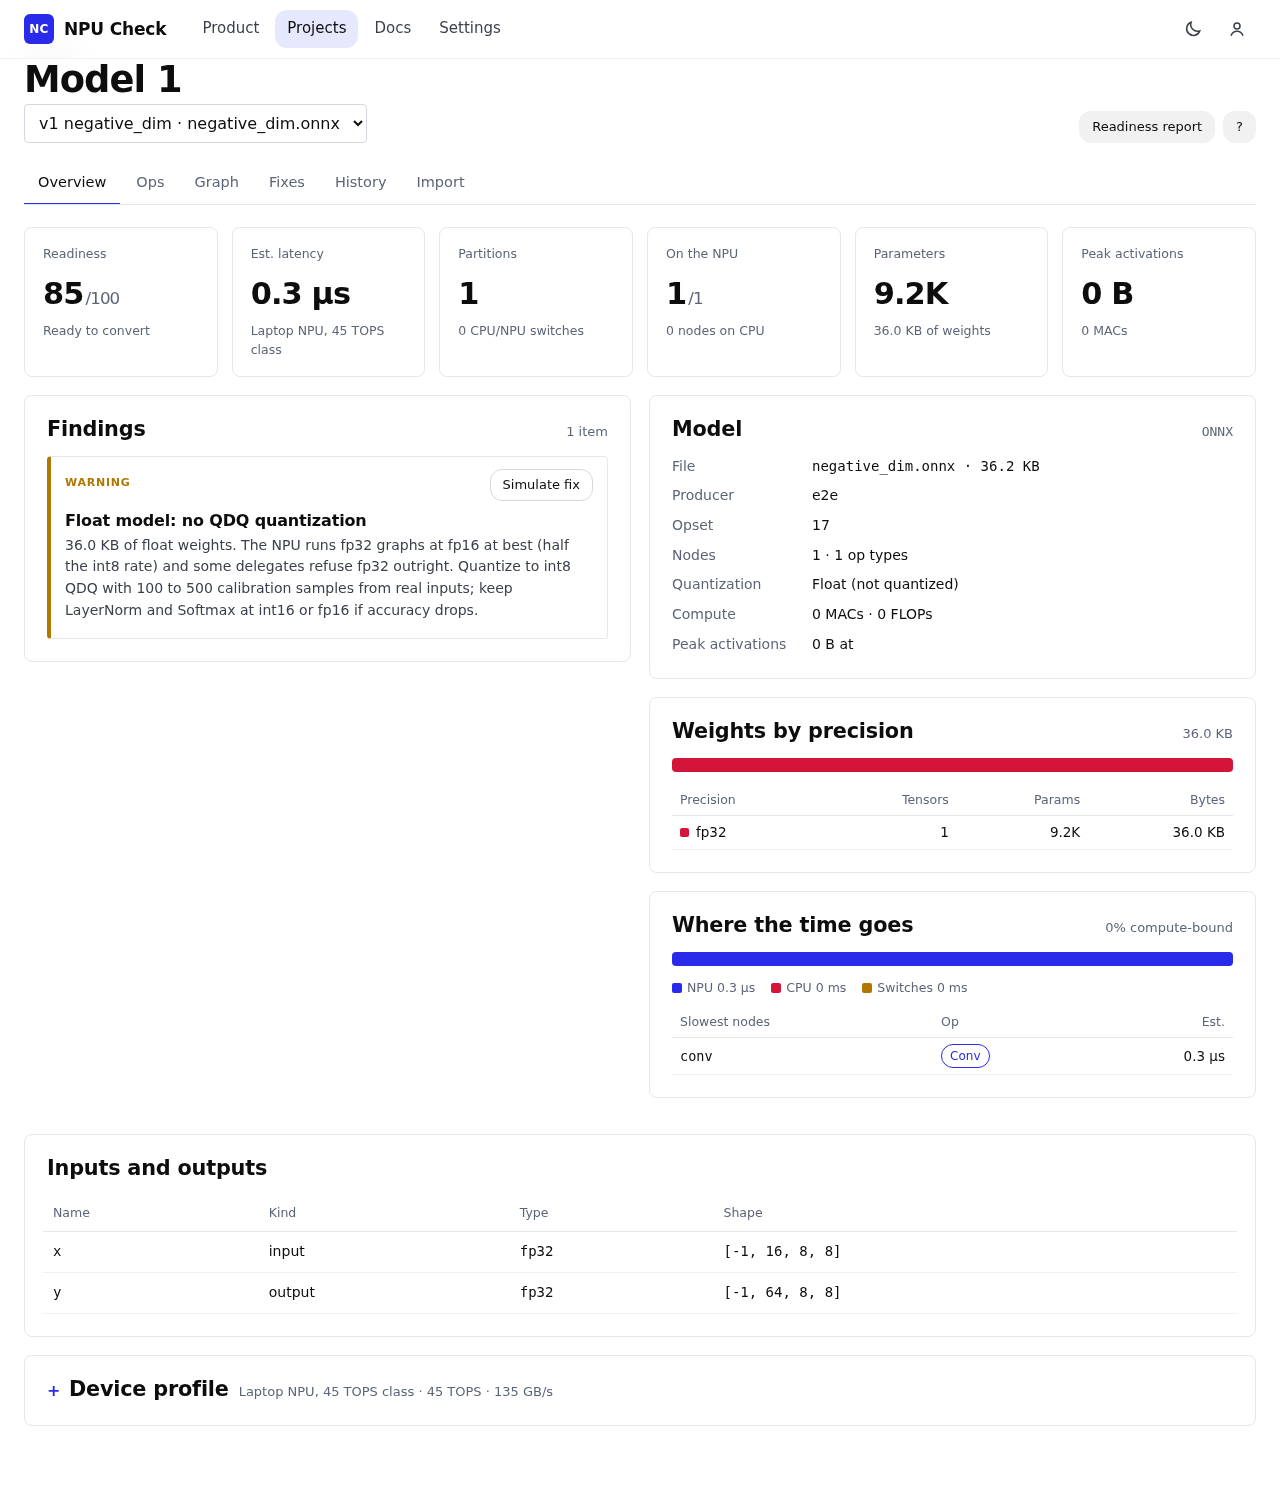 NC NPU Check Product Projects Docs Settings
Model 1
v1 negative_dim · negative_dim.onnx
Readiness report ?
Overview Ops Graph Fixes History Import
Readiness
85 /100
Ready to convert
Est. latency
0.3 µs
Laptop NPU, 45 TOPS
class
Partitions
1
0 CPU/NPU switches
On the NPU
1 /1
0 nodes on CPU
Parameters
9.2K
36.0 KB of weights
Peak activations
0 B
0 MACs
Findings 1 item
WARNING Simulate fix
Float model: no QDQ quantization
36.0 KB of float weights. The NPU runs fp32 graphs at fp16 at best (half
the int8 rate) and some delegates refuse fp32 outright. Quantize to int8
QDQ with 100 to 500 calibration samples from real inputs; keep
LayerNorm and Softmax at int16 or fp16 if accuracy drops.
Model ONNX
File negative_dim.onnx · 36.2 KB
Producer e2e
Opset 17
Nodes 1 · 1 op types
Quantization Float (not quantized)
Compute 0 MACs · 0 FLOPs
Peak activations 0 B at
Weights by precision 36.0 KB
Precision Tensors Params Bytes
fp32 1 9.2K 36.0 KB
Where the time goes 0% compute-bound
NPU 0.3 µs CPU 0 ms Switches 0 ms
Slowest nodes Op Est.
conv Conv 0.3 µs
Inputs and outputs
Name Kind Type Shape
x input fp32 [-1, 16, 8, 8]
y output fp32 [-1, 64, 8, 8]
+ Device profile Laptop NPU, 45 TOPS class · 45 TOPS · 135 GB/s